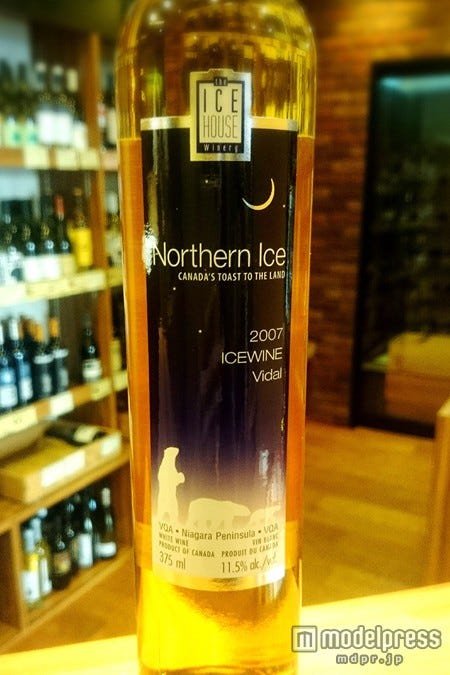 the
ICE
HOUSE
Winery
Northern Ice
CANADA'S TOAST TO THE LAND
2007
ICEWINE
Vidal
VQA • Niagara Peninsula • VQA
WHITE WINE VIN BLANC
PRODUCT OF CANADA PRODUIT DU CANADA
375 ml 11.5% alc./vol.
modelpress
mdpr.jp